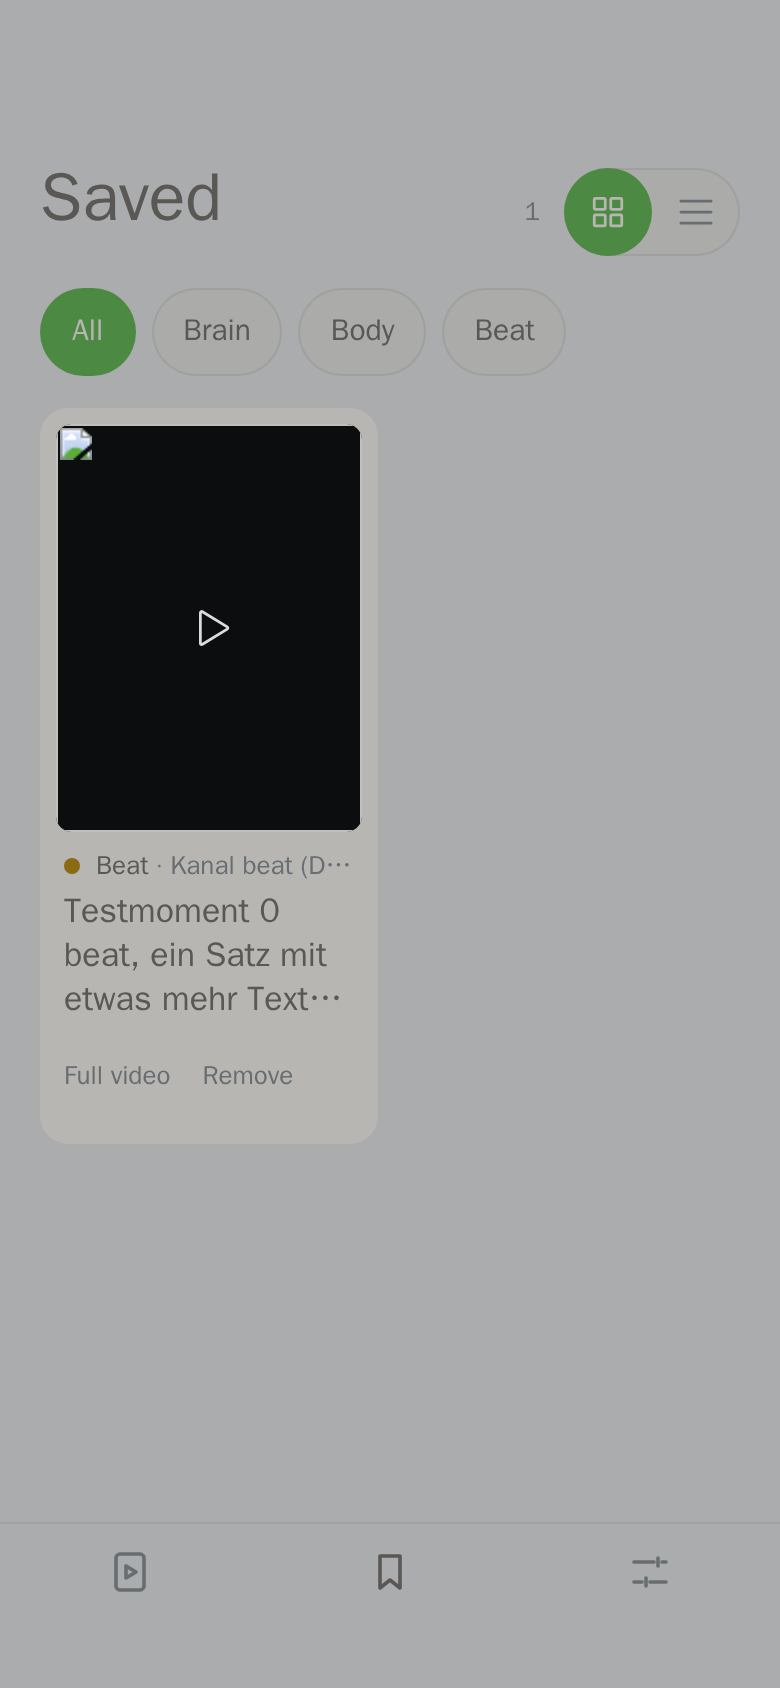 Saved
1
All
Brain
Body
Beat
Beat · Kanal beat (D···
Testmoment 0
beat, ein Satz mit
etwas mehr Text···
Full video
Remove